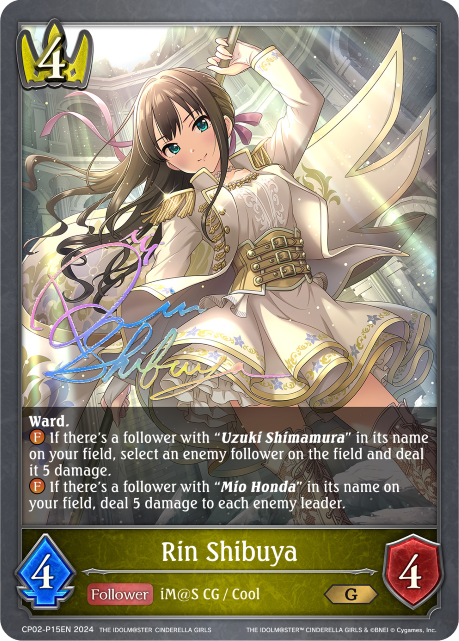 4
Rin
Shibuya
Ward.
F If there's a follower with “Uzuki Shimamura” in its name
on your field, select an enemy follower on the field and deal
it 5 damage.
F If there's a follower with “Mio Honda” in its name on
your field, deal 5 damage to each enemy leader.
Rin Shibuya
4
Follower iM@S CG / Cool
G
4
CP02-P15EN 2024 THE IDOLM@STER CINDERELLA GIRLS THE IDOLM@STER™ CINDERELLA GIRLS & ©BNEI © Cygames, Inc.